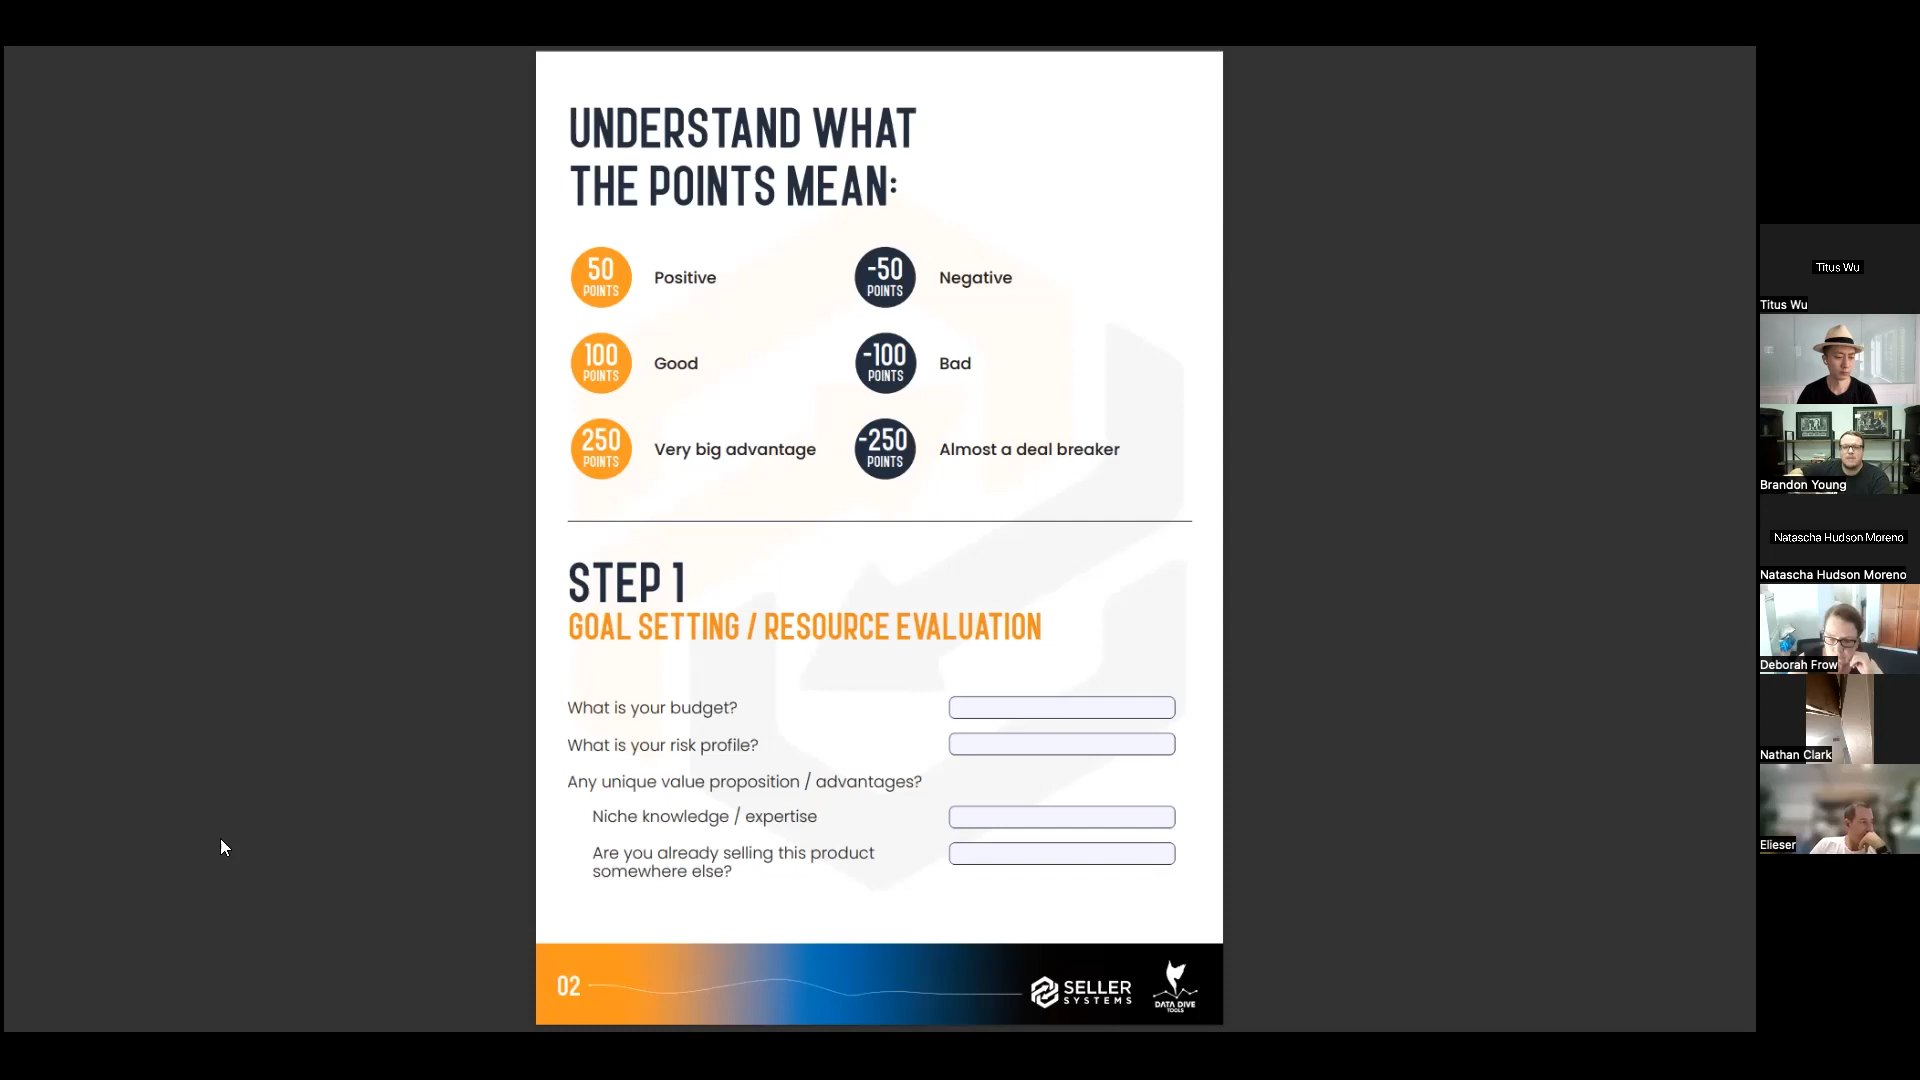 UNDERSTAND WHAT
THE POINTS MEAN:
50
POINTS
Positive
-50
POINTS
Negative
100
POINTS
Good
-100
POINTS
Bad
250
POINTS
Very big advantage
-250
POINTS
Almost a deal breaker
STEP 1
GOAL SETTING / RESOURCE EVALUATION
What is your budget?
What is your risk profile?
Any unique value proposition / advantages?
Niche knowledge / expertise
Are you already selling this product
somewhere else?
02
SELLER
SYSTEMS
DATA DIVE
TOOLS
Titus Wu
Titus Wu
Brandon Young
Natascha Hudson Moreno
Natascha Hudson Moreno
Deborah Frow
Nathan Clark
Elieser